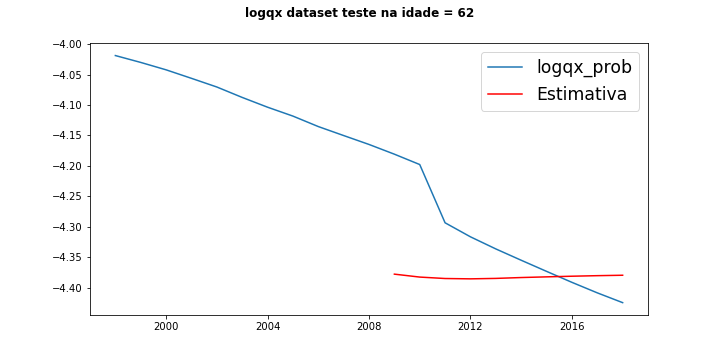 logqx dataset teste na idade = 62
−4.00
−4.05
−4.10
−4.15
−4.20
−4.25
−4.30
−4.35
−4.40
logqx_prob
Estimativa
2000 2004 2008 2012 2016